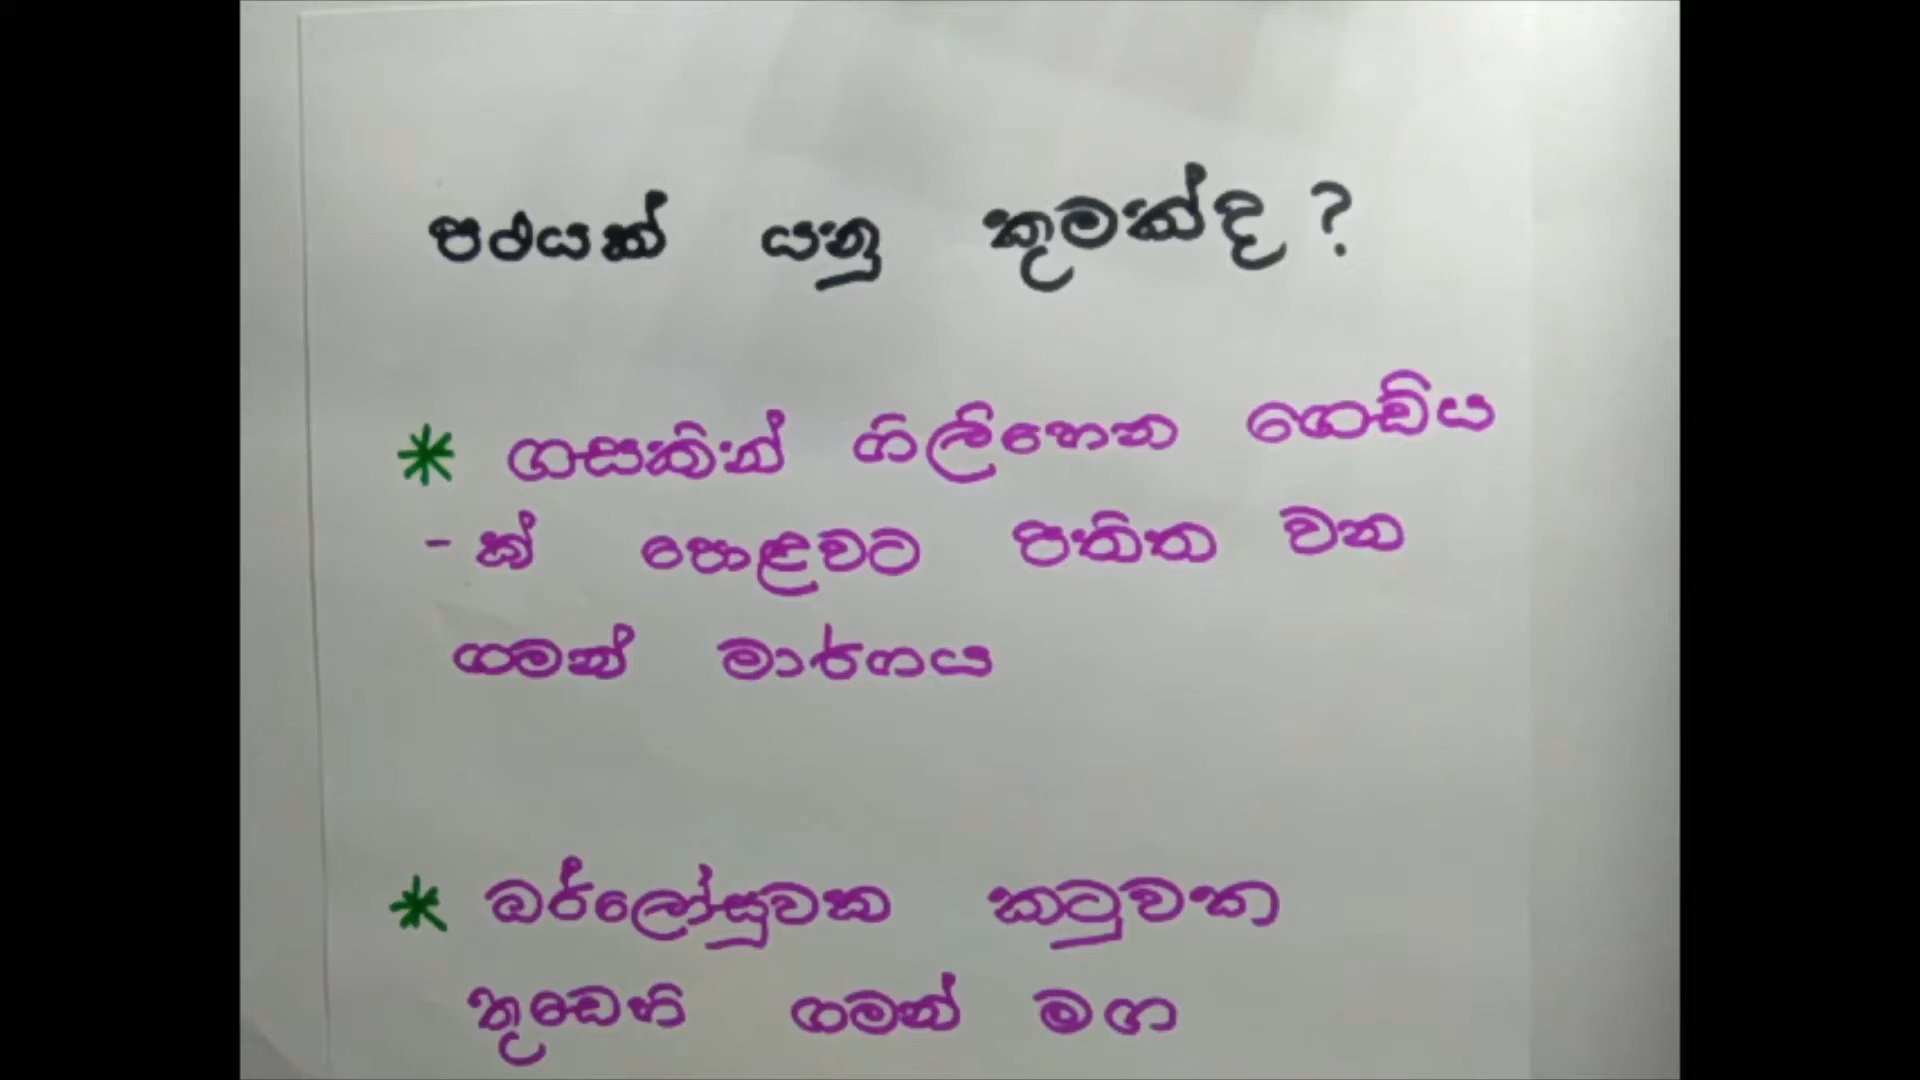 පථයක් යනු කුමක්ද ?
* ගසකින් ගිලිහෙන ගෙඩිය
- ක් පොළවට පතිත වන
ගමන් මාර්ගය
* ඔර්ලෝසුවක කටුවක
තුඩෙහි ගමන් මග